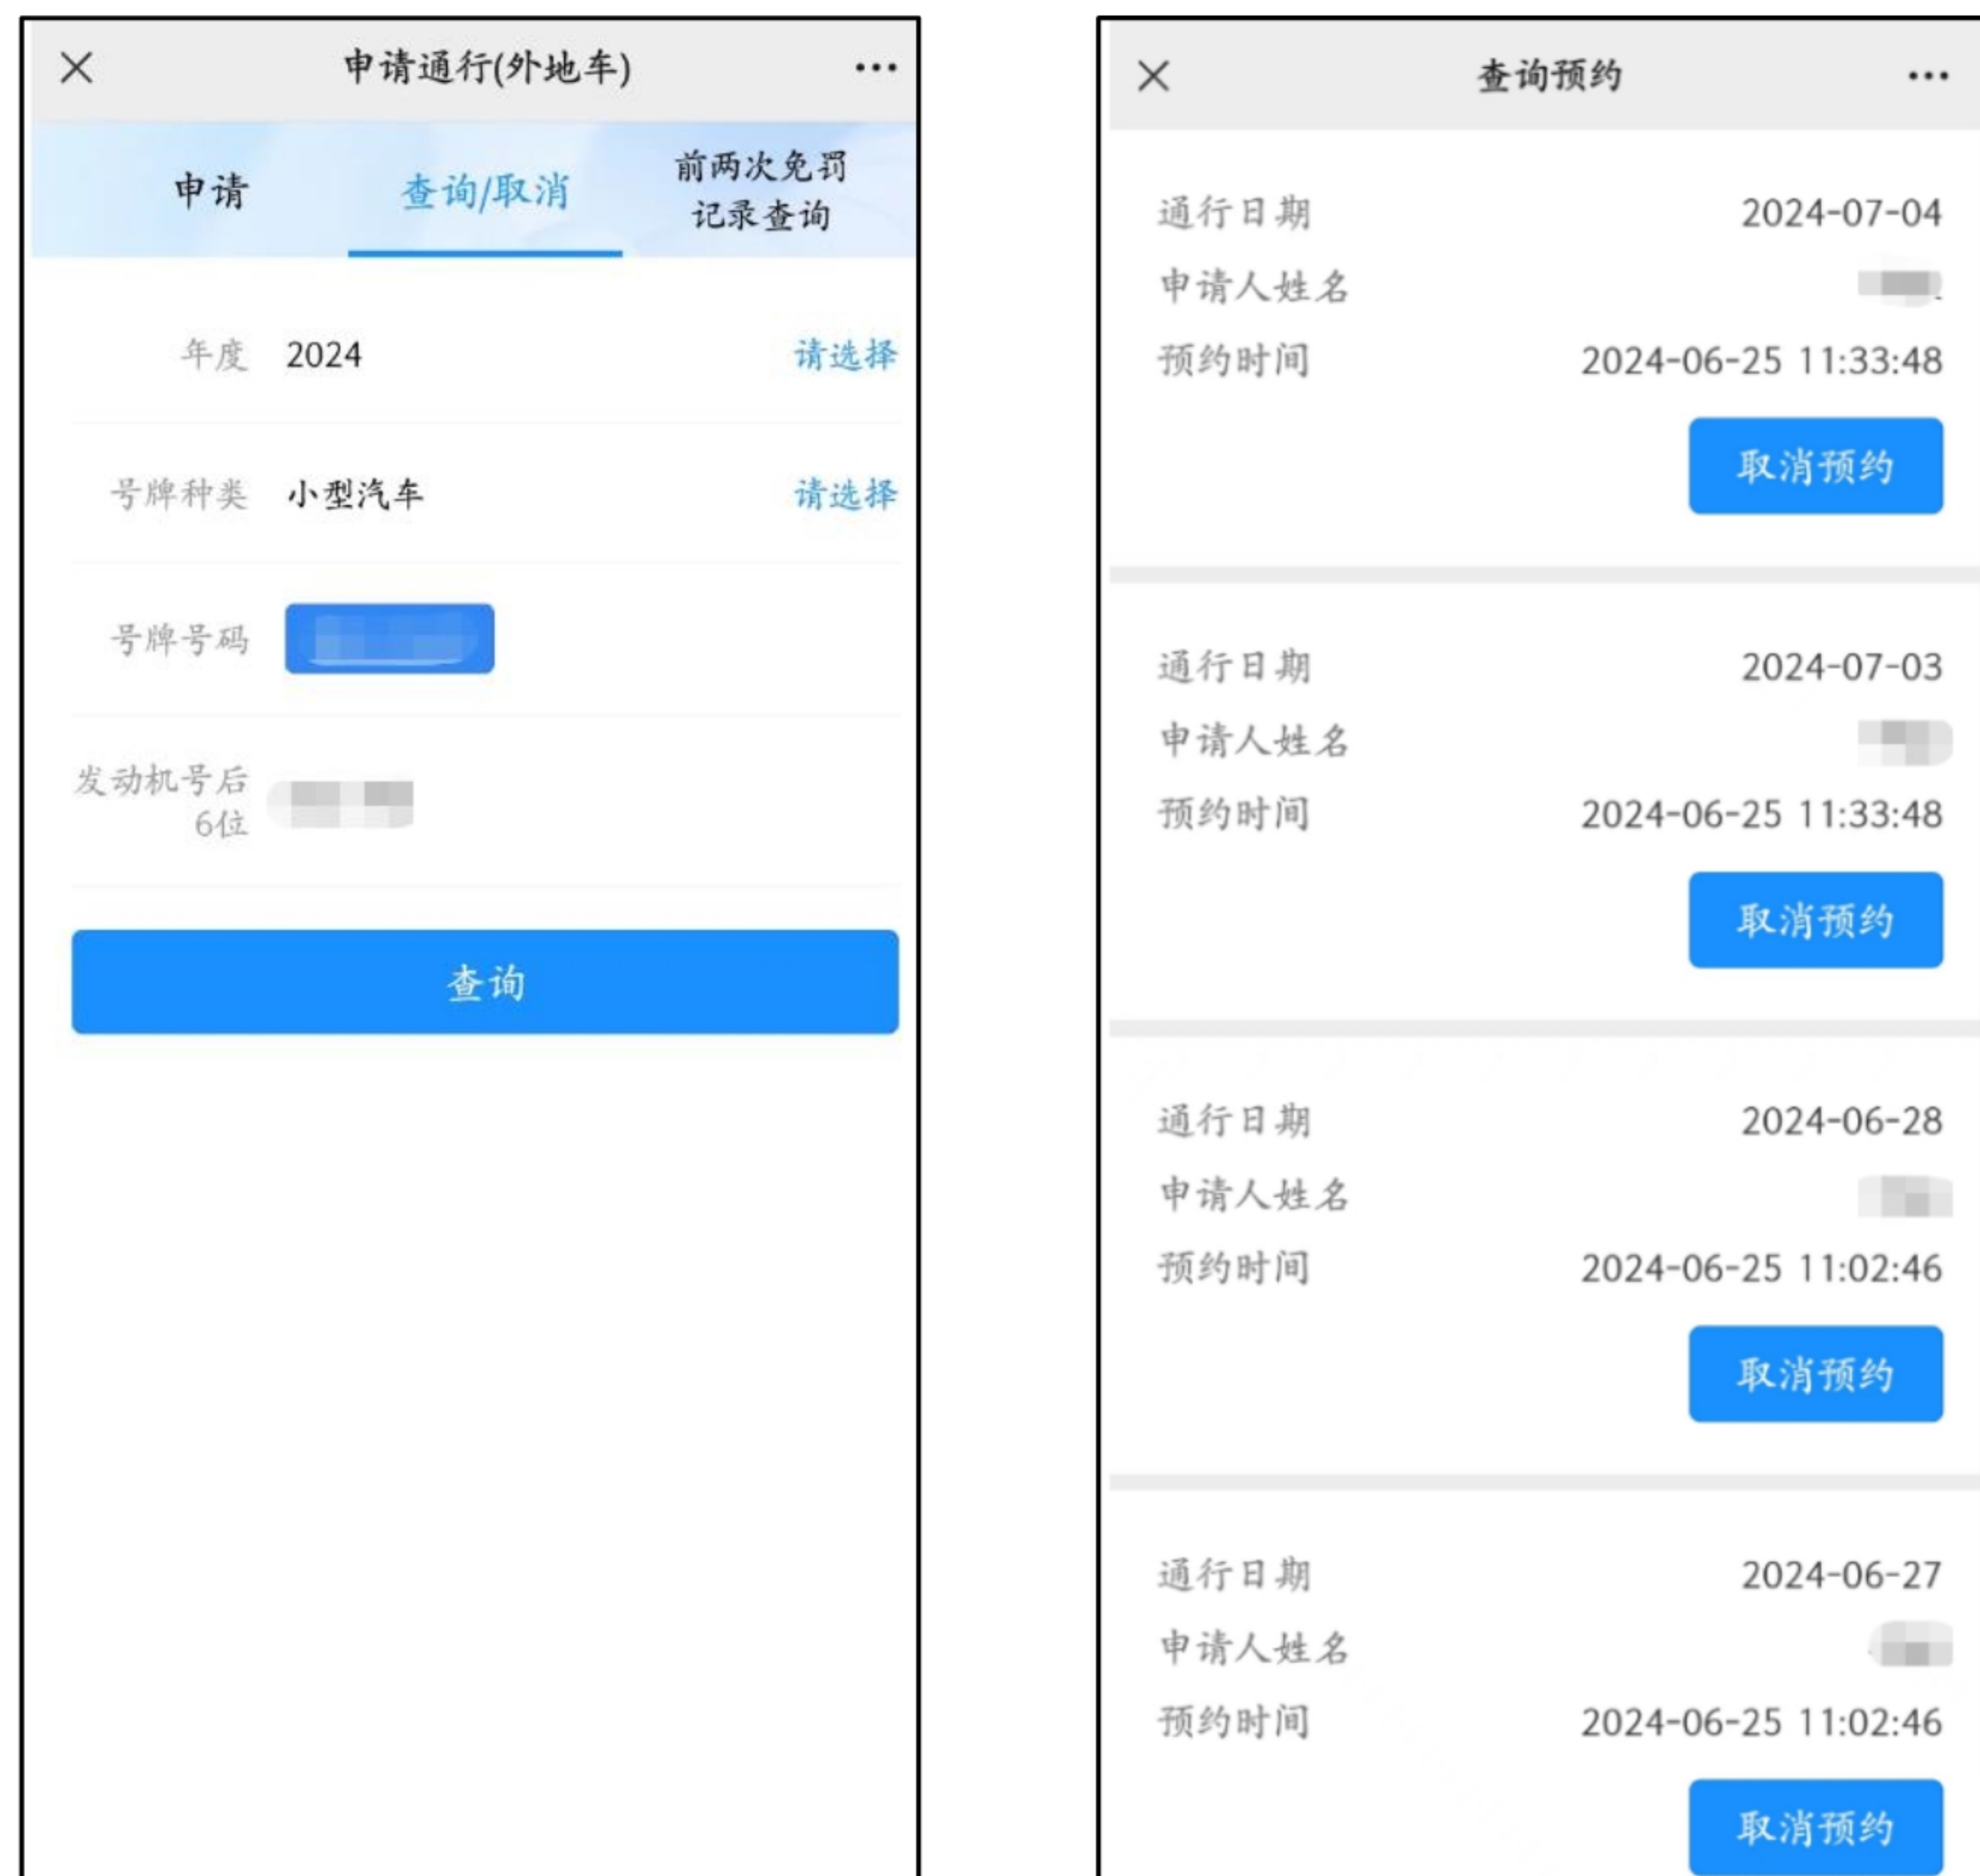 申请通行(外地车)
申请
查询/取消
前两次免罚
记录查询
年度 2024 请选择
号牌种类 小型汽车 请选择
号牌号码
发动机号后
6位
查询
查询预约
通行日期 2024-07-04
申请人姓名
预约时间 2024-06-25 11:33:48
取消预约
通行日期 2024-07-03
申请人姓名
预约时间 2024-06-25 11:33:48
取消预约
通行日期 2024-06-28
申请人姓名
预约时间 2024-06-25 11:02:46
取消预约
通行日期 2024-06-27
申请人姓名
预约时间 2024-06-25 11:02:46
取消预约